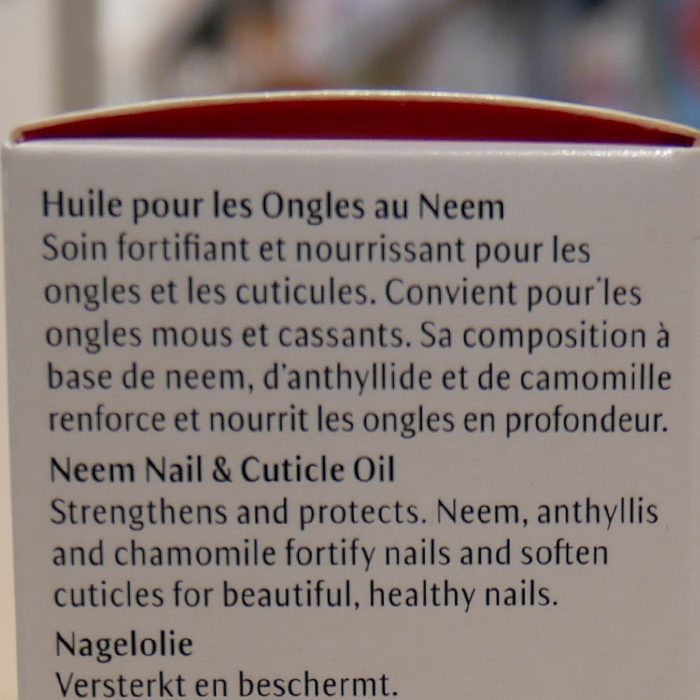 Huile pour les Ongles au Neem
Soin fortifiant et nourrissant pour les
ongles et les cuticules. Convient pour les
ongles mous et cassants. Sa composition à
base de neem, d'anthyllide et de camomille
renforce et nourrit les ongles en profondeur.
Neem Nail & Cuticle Oil
Strengthens and protects. Neem, anthyllis
and chamomile fortify nails and soften
cuticles for beautiful, healthy nails.
Nagelolie
Versterkt en beschermt.